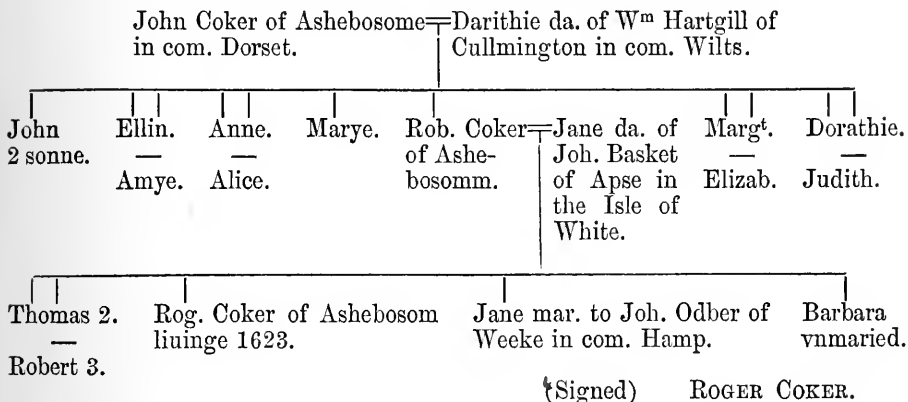 John Coker of Ashebosome
in com. Dorset.
Darithie da. of Wm Hartgill of
Cullmington in com. Wilts.
John
2 sonne.
Ellin.
—
Amye.
Anne.
—
Alice.
Marye.
Rob. Coker
of Ashe-
bosomm.
Jane da. of
Joh. Basket
of Apse in
the Isle of
White.
Margt.
—
Elizab.
Dorathie.
—
Judith.
Thomas 2.
—
Robert 3.
Rog. Coker of Ashebosom
liuinge 1623.
Jane mar. to Joh. Odber of
Weeke in com. Hamp.
Barbara
vnmaried.
(Signed) ROGER COKER.